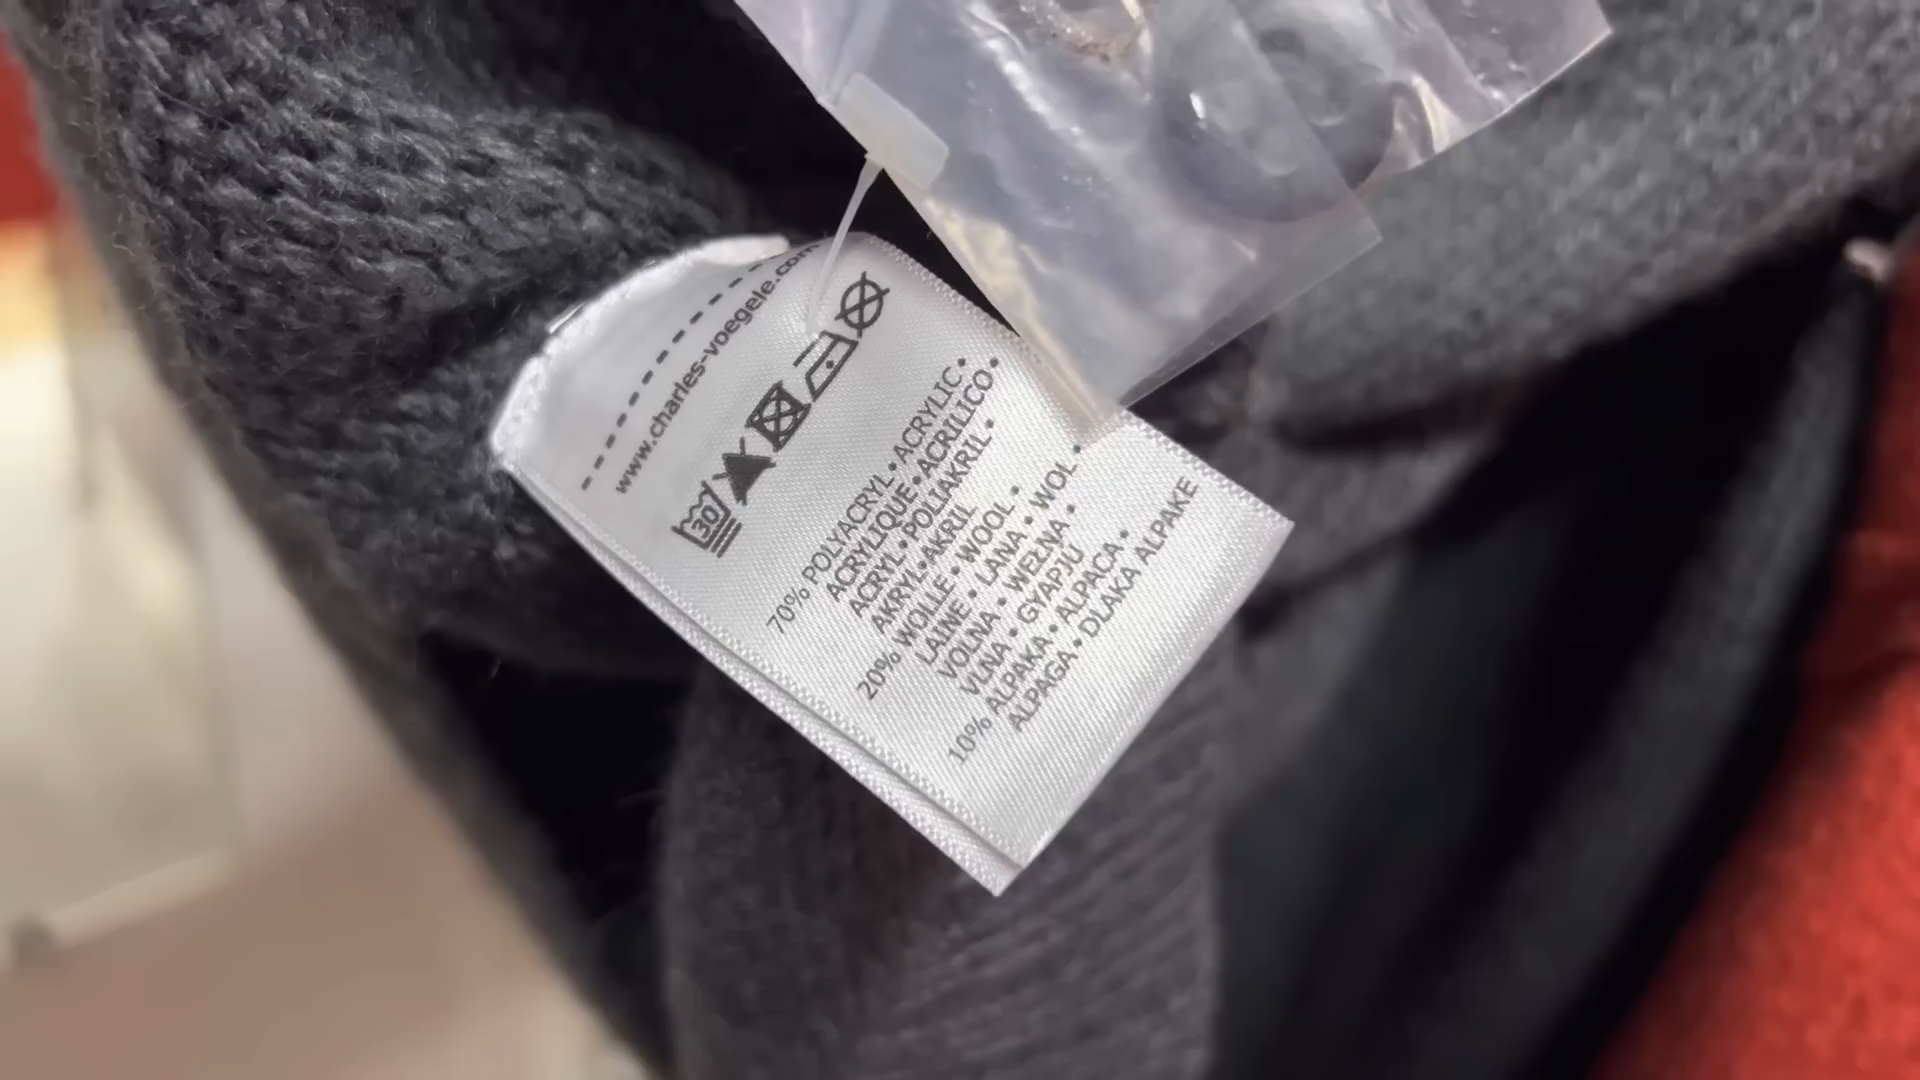 www.charles-voegele.com
30
70% POLYACRYL • ACRYLIC •
ACRYLIQUE • ACRILICO •
ACRYL • POLIAKRIL •
AKRYL • AKRIL
20% WOLLE • WOOL •
LAINE • LANA • WOL •
VOLNA • WEŁNA •
VLNA • GYAPJÚ
10% ALPAKA • ALPACA •
ALPAGA • DLAKA ALPAKE